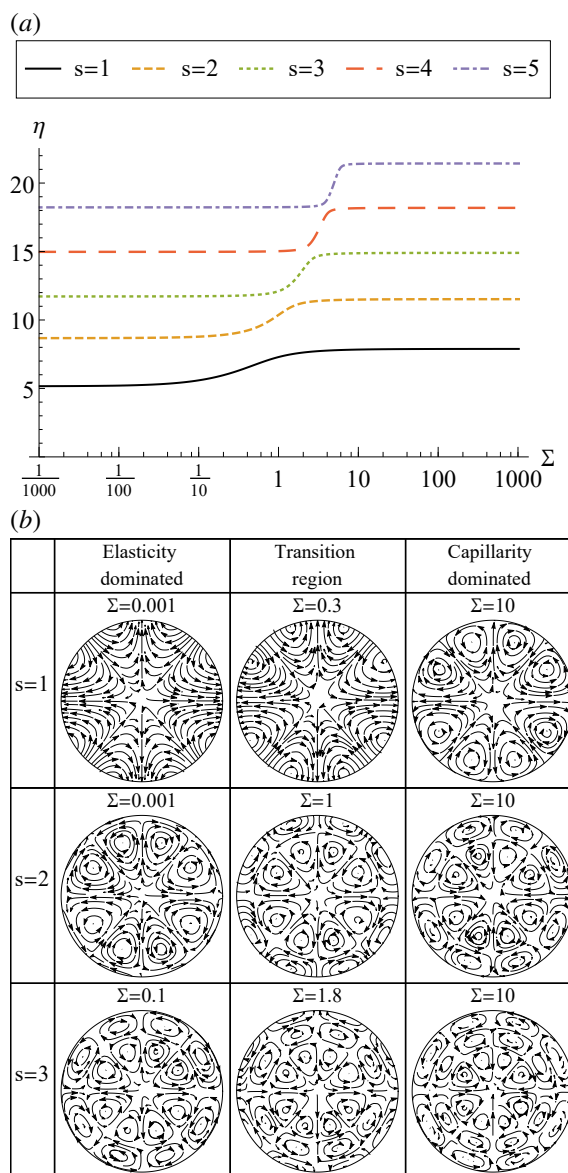 (a)
s=1 s=2 s=3 s=4 s=5
η
20
15
10
5
1/1000 1/100 1/10 1 10 100 1000 Σ
(b)
Elasticity dominated Transition region Capillarity dominated
Σ=0.001 Σ=0.3 Σ=10
s=1
Σ=0.001 Σ=1 Σ=10
s=2
Σ=0.1 Σ=1.8 Σ=10
s=3